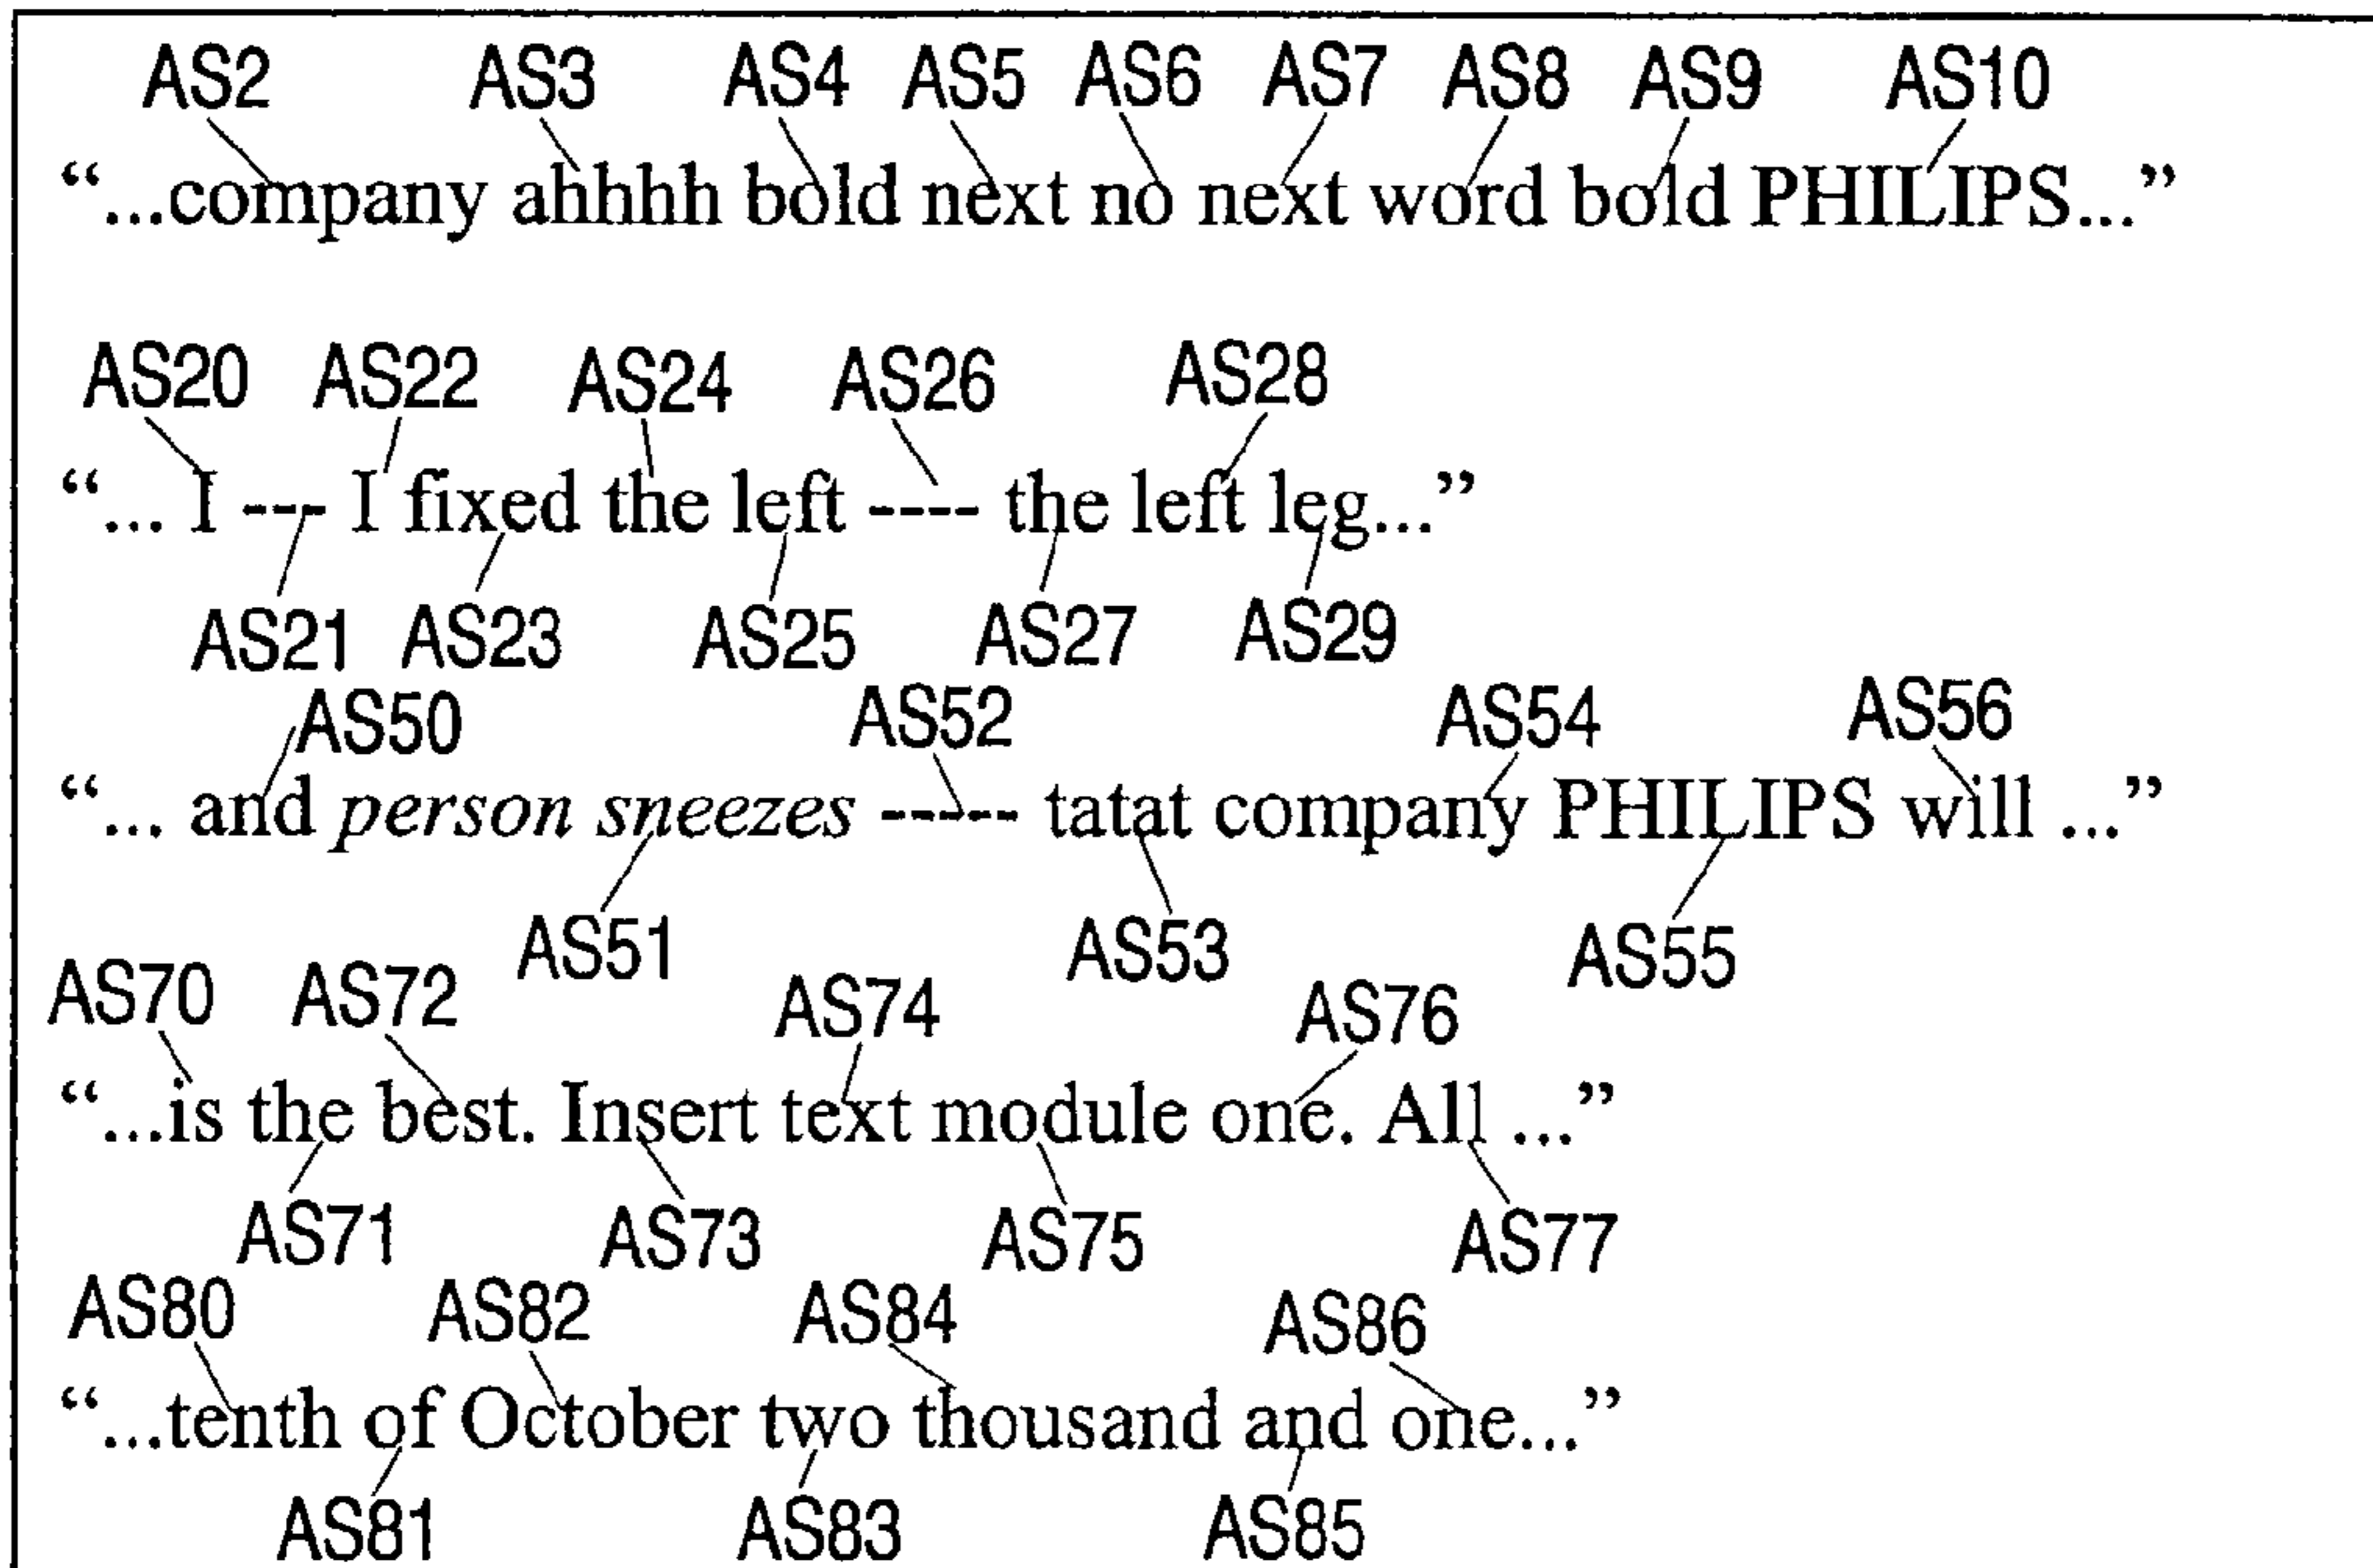 AS2 AS3 AS4 AS5 AS6 AS7 AS8 AS9 AS10
“...company ahhhh bold next no next word bold PHILIPS...”
AS20 AS22 AS24 AS26 AS28
“... I --- I fixed the left ---- the left leg...”
AS21 AS23 AS25 AS27 AS29
AS50 AS52 AS54 AS56
“... and person sneezes ----- tatat company PHILIPS will ...”
AS51 AS53 AS55
AS70 AS72 AS74 AS76
“...is the best. Insert text module one. All ...”
AS71 AS73 AS75 AS77
AS80 AS82 AS84 AS86
“...tenth of October two thousand and one...”
AS81 AS83 AS85